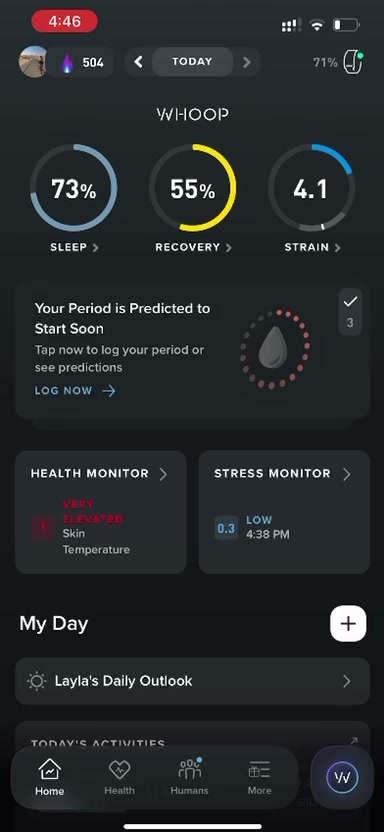 4:46
504
TODAY
71%
WHOOP
73%
55%
4.1
SLEEP
RECOVERY
STRAIN
Your Period is Predicted to
Start Soon
Tap now to log your period or
see predictions
LOG NOW
3
HEALTH MONITOR
!
VERY
ELEVATED
Skin
Temperature
STRESS MONITOR
0.3
LOW
4:38 PM
My Day
Layla's Daily Outlook
TODAY'S ACTIVITIES
Home
Health
Humans
More
W